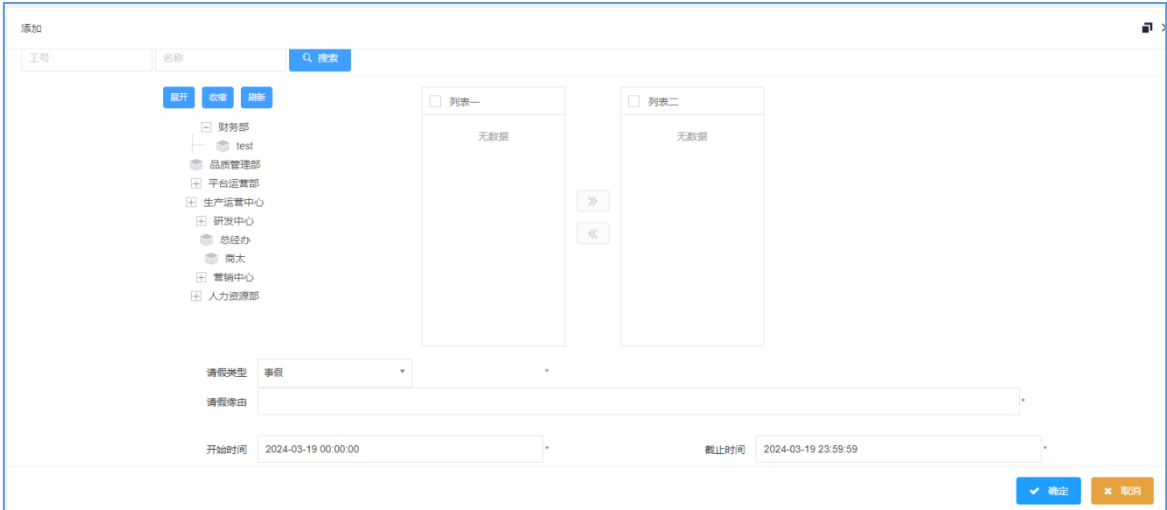 添加
工号 名称 搜索
展开 收缩 刷新
列表一 列表二
无数据 无数据
财务部
test
品质管理部
平台运营部
生产运营中心
研发中心
总经办
商太
营销中心
人力资源部
请假类型 事假 *
请假缘由 *
开始时间 2024-03-19 00:00:00 * 截止时间 2024-03-19 23:59:59 *
确定 取消